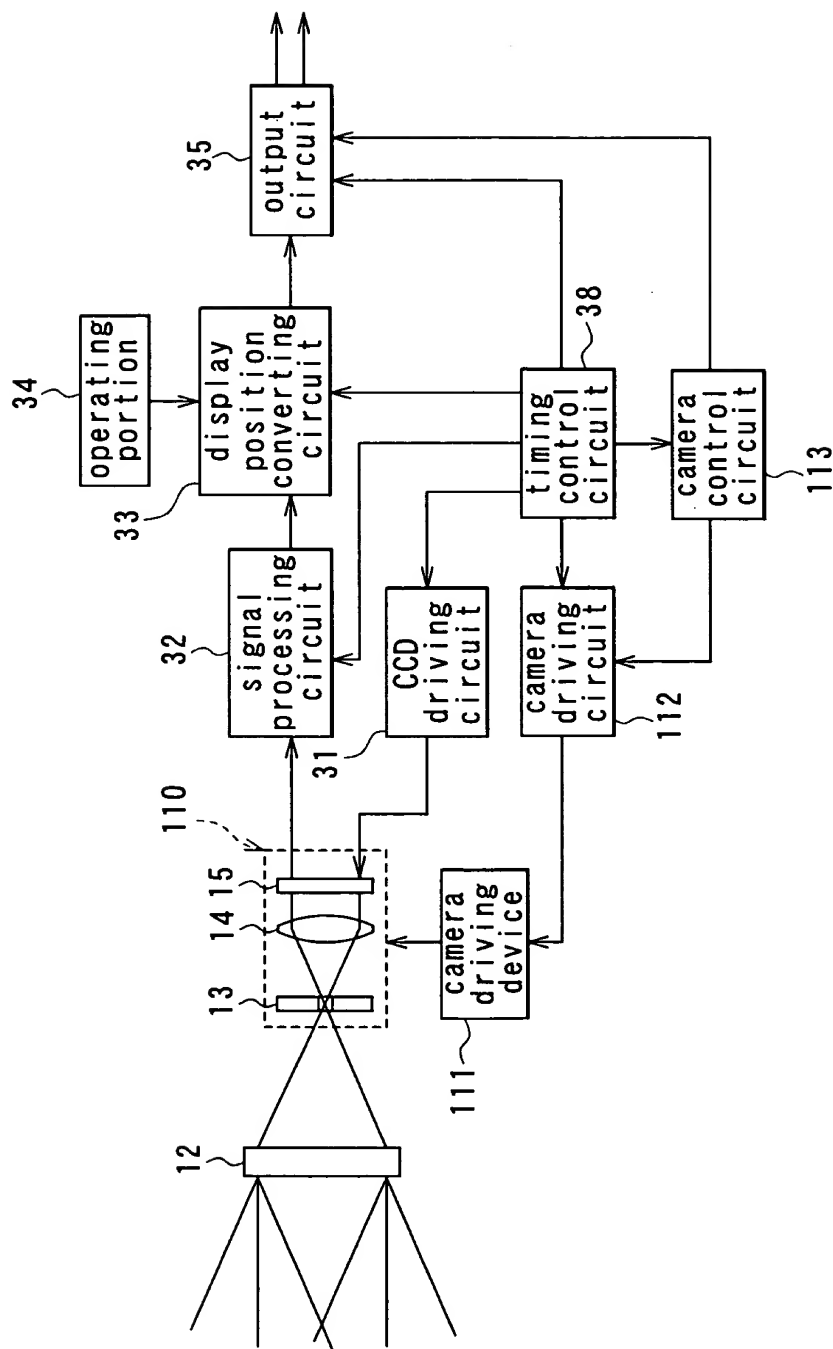 34
operating
portion
33
display
position
converting
circuit
35
output
circuit
32
signal
processing
circuit
110
12
13
14
15
31
CCD
driving
circuit
38
timing
control
circuit
111
camera
driving
device
112
camera
driving
circuit
113
camera
control
circuit